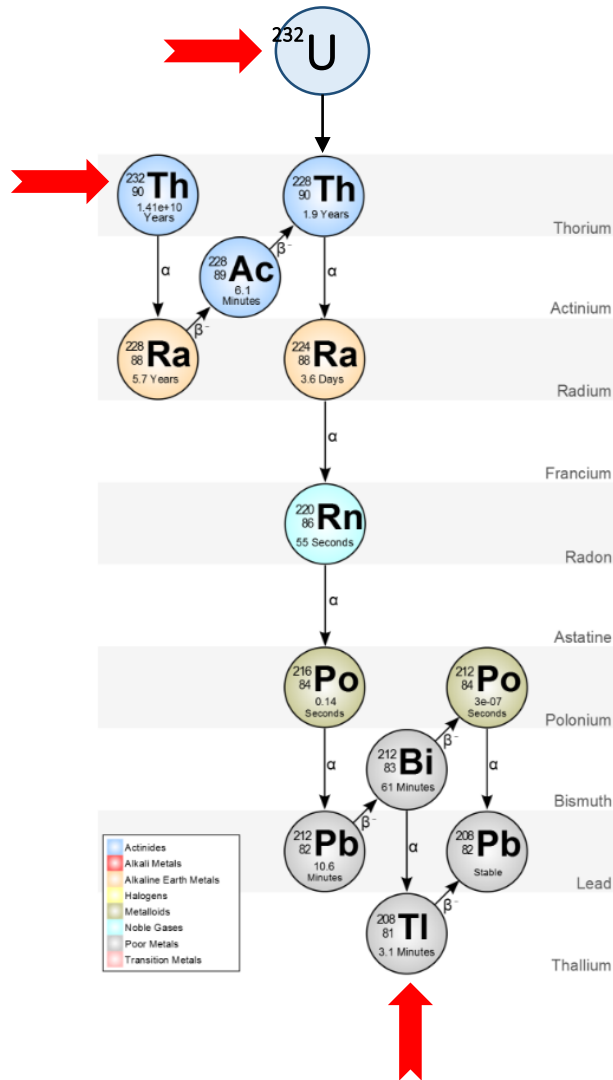 232U
232
90 Th
1.41e+10
Years
228
90 Th
1.9 Years
Thorium
α
β⁻
α
228
89 Ac
6.1
Minutes
Actinium
β⁻
228
88 Ra
5.7 Years
224
88 Ra
3.6 Days
Radium
α
Francium
220
86 Rn
55 Seconds
Radon
α
Astatine
216
84 Po
0.14
Seconds
212
84 Po
3e-07
Seconds
Polonium
β⁻
α
212
83 Bi
61 Minutes
α
Bismuth
β⁻
212
82 Pb
10.6
Minutes
α
208
82 Pb
Stable
Lead
β⁻
208
81 Tl
3.1 Minutes
Thallium
Actinides
Alkali Metals
Alkaline Earth Metals
Halogens
Metalloids
Noble Gases
Poor Metals
Transition Metals